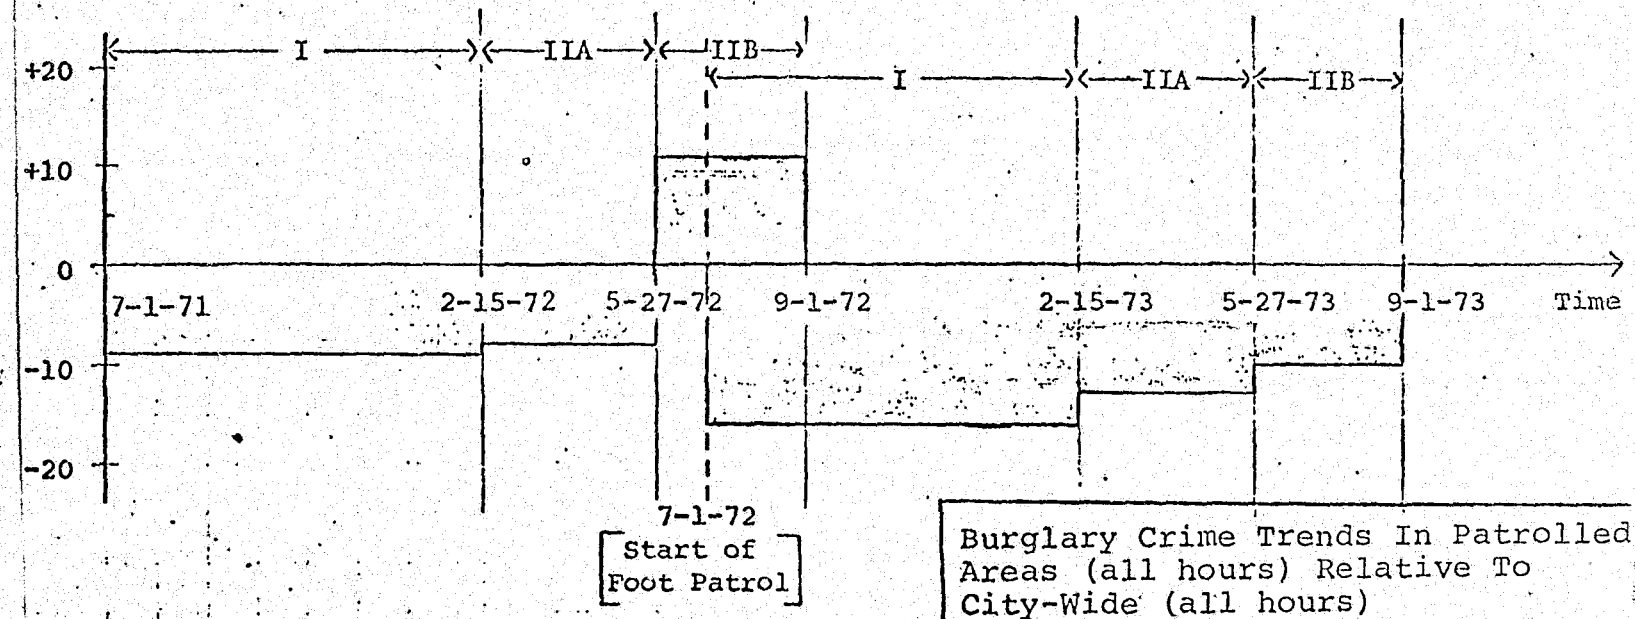 I IIA IIB
+20
I IIA IIB
+10
0
7-1-71 2-15-72 5-27-72 9-1-72 2-15-73 5-27-73 9-1-73 Time
-10
-20
7-1-72
Start of
Foot Patrol
Burglary Crime Trends In Patrolled
Areas (all hours) Relative To
City-Wide (all hours)